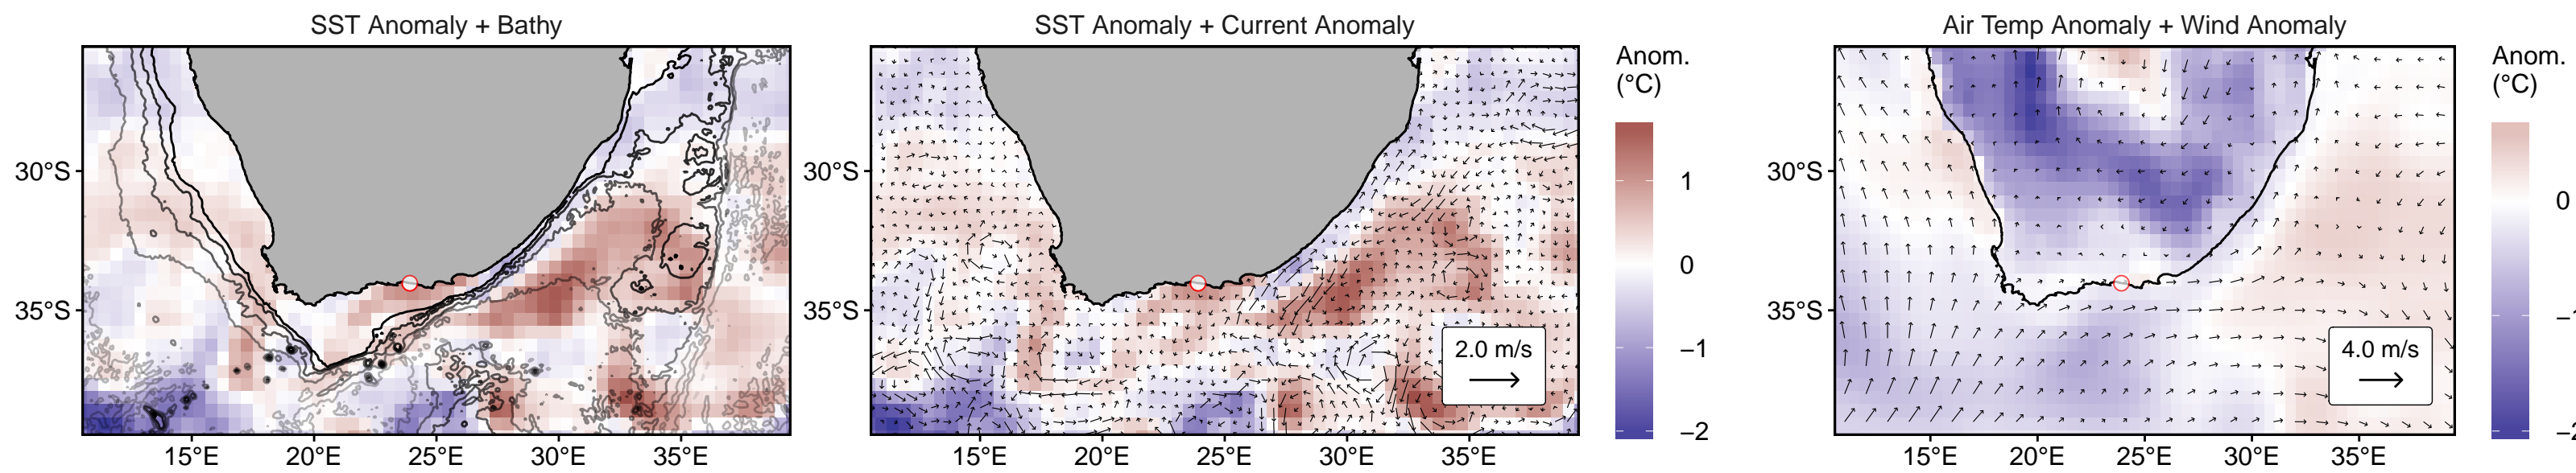 SST Anomaly + Bathy
30°S
35°S
15°E 20°E 25°E 30°E 35°E
SST Anomaly + Current Anomaly
30°S
35°S
15°E 20°E 25°E 30°E 35°E
2.0 m/s
Anom.
(°C)
1
0
−1
−2
Air Temp Anomaly + Wind Anomaly
30°S
35°S
15°E 20°E 25°E 30°E 35°E
4.0 m/s
Anom.
(°C)
0